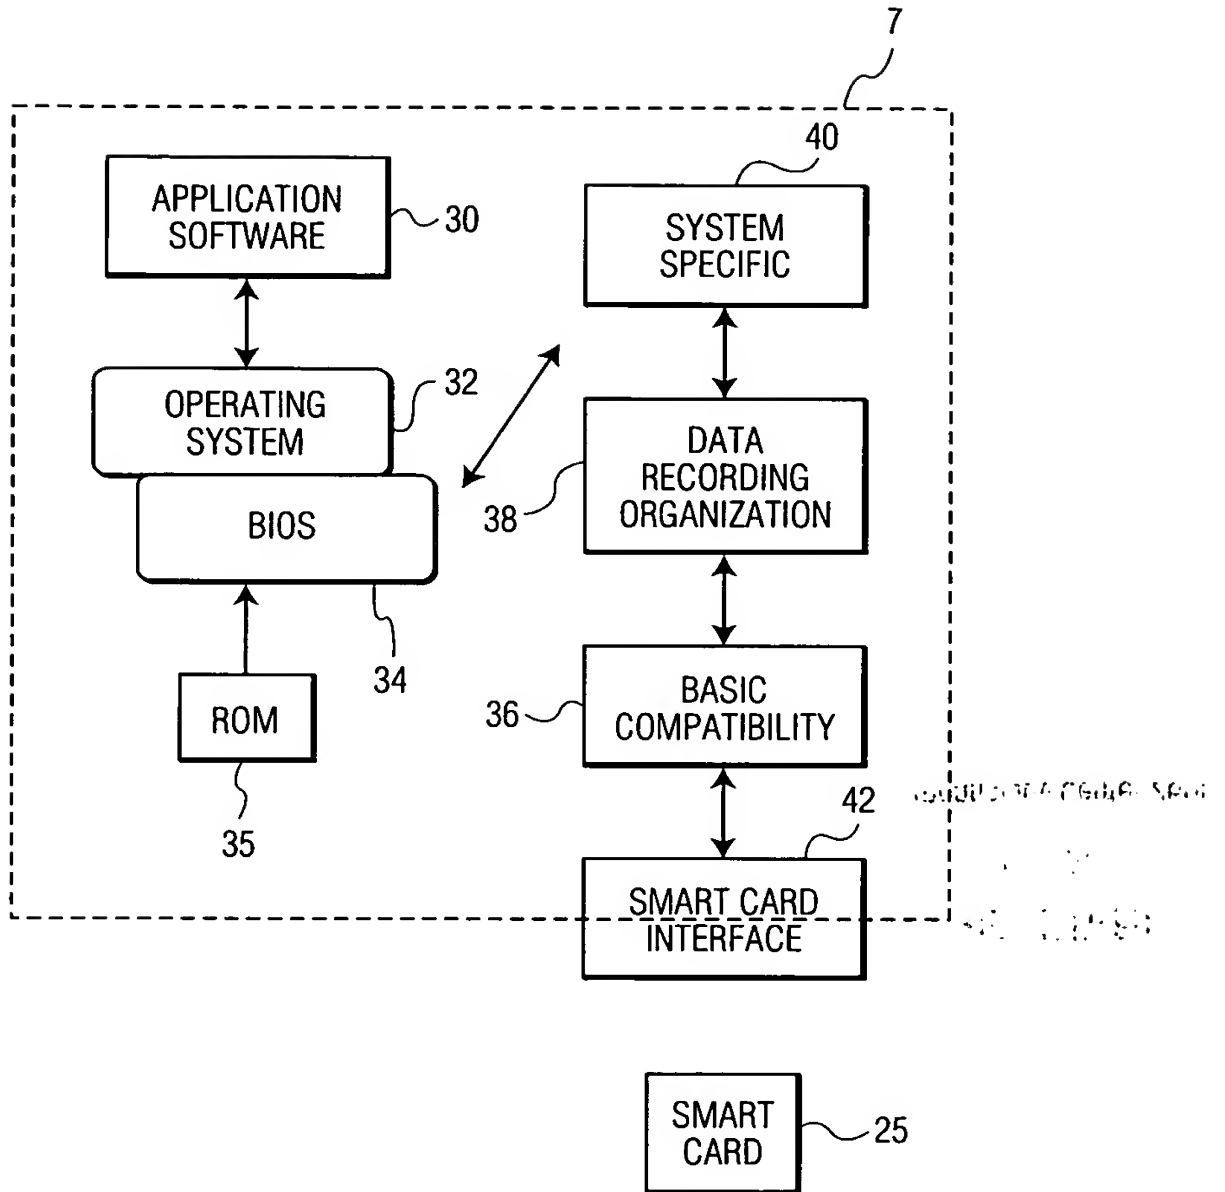 7
40
APPLICATION
SOFTWARE
30
SYSTEM
SPECIFIC
OPERATING
SYSTEM
32
DATA
RECORDING
ORGANIZATION
38
BIOS
34
BASIC
COMPATIBILITY
36
ROM
35
42
SMART CARD
INTERFACE
SMART
CARD
25